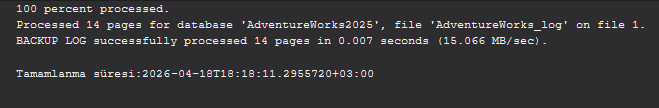 100 percent processed.
Processed 14 pages for database 'AdventureWorks2025', file 'AdventureWorks_log' on file 1.
BACKUP LOG successfully processed 14 pages in 0.007 seconds (15.066 MB/sec).
Tamamlanma süresi:2026-04-18T18:18:11.2955720+03:00